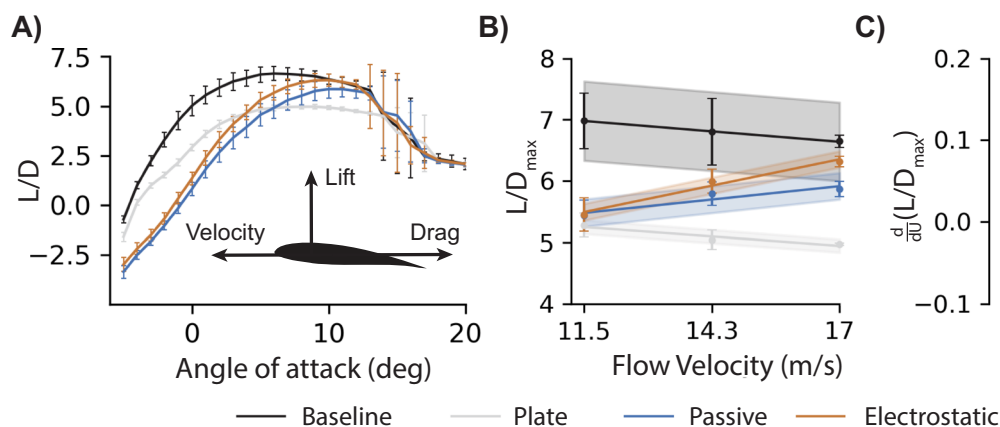 A)
L/D
7.5
5.0
2.5
0.0
−2.5
0
10
20
Angle of attack (deg)
Lift
Velocity
Drag
B)
L/Dmax
8
7
6
5
4
11.5
14.3
17
Flow Velocity (m/s)
C)
d/dU(L/Dmax)
0.2
0.1
0.0
−0.1
Baseline
Plate
Passive
Electrostatic